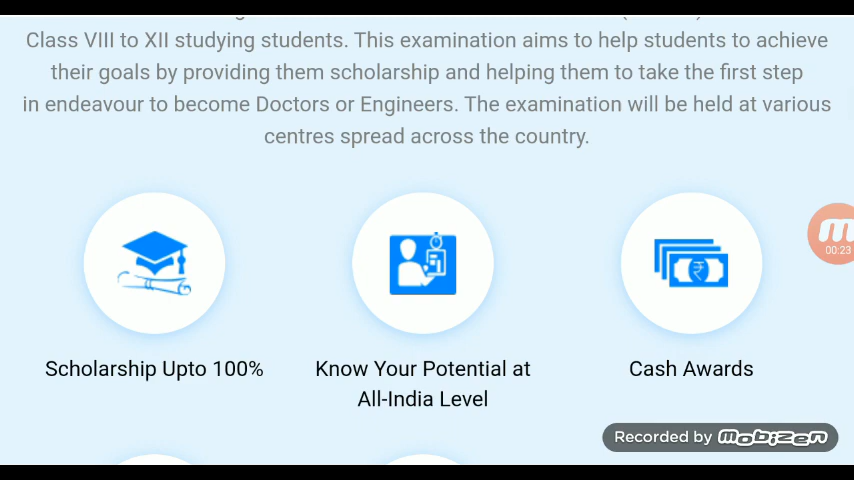 Class VIII to XII studying students. This examination aims to help students to achieve
their goals by providing them scholarship and helping them to take the first step
in endeavour to become Doctors or Engineers. The examination will be held at various
centres spread across the country.
₹
00:23
Scholarship Upto 100%
Know Your Potential at
All-India Level
Cash Awards
Recorded by mobizen